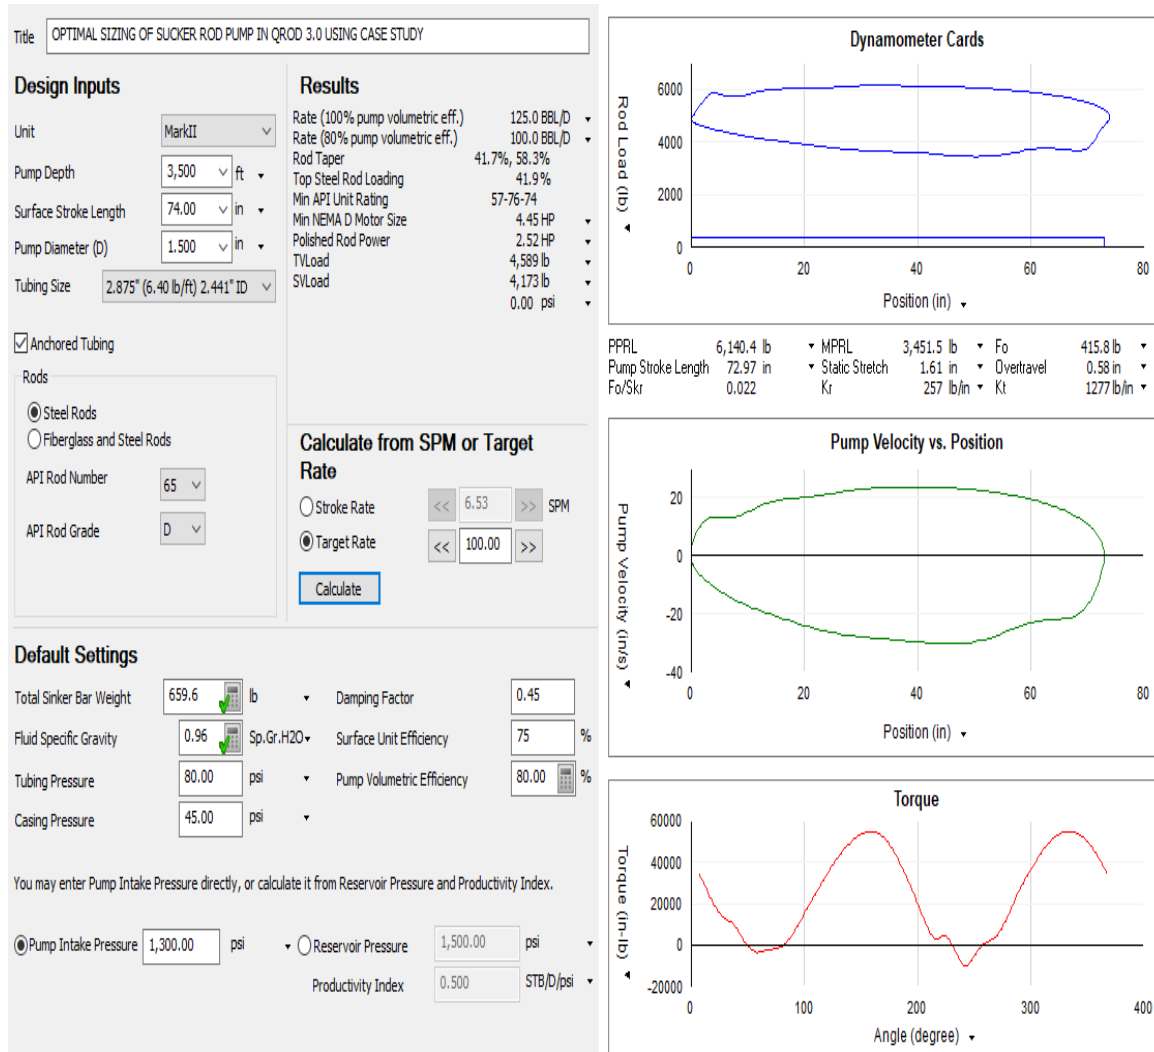 Title OPTIMAL SIZING OF SUCKER ROD PUMP IN QROD 3.0 USING CASE STUDY
Design Inputs
Unit MarkII
Pump Depth 3,500 ft
Surface Stroke Length 74.00 in
Pump Diameter (D) 1.500 in
Tubing Size 2.875" (6.40 lb/ft) 2.441" ID
Anchored Tubing
Rods
Steel Rods
Fiberglass and Steel Rods
API Rod Number 65
API Rod Grade D
Results
Rate (100% pump volumetric eff.) 125.0 BBL/D
Rate (80% pump volumetric eff.) 100.0 BBL/D
Rod Taper 41.7%, 58.3%
Top Steel Rod Loading 41.9%
Min API Unit Rating 57-76-74
Min NEMA D Motor Size 4.45 HP
Polished Rod Power 2.52 HP
TVLoad 4,589 lb
SVLoad 4,173 lb
0.00 psi
Calculate from SPM or Target
Rate
Stroke Rate << 6.53 >> SPM
Target Rate << 100.00 >>
Calculate
Default Settings
Total Sinker Bar Weight 659.6 lb
Fluid Specific Gravity 0.96 Sp.Gr.H2O
Tubing Pressure 80.00 psi
Casing Pressure 45.00 psi
Damping Factor 0.45
Surface Unit Efficiency 75 %
Pump Volumetric Efficiency 80.00 %
You may enter Pump Intake Pressure directly, or calculate it from Reservoir Pressure and Productivity Index.
Pump Intake Pressure 1,300.00 psi
Reservoir Pressure 1,500.00 psi
Productivity Index 0.500 STB/D/psi
Dynamometer Cards
Rod Load (lb)
6000
4000
2000
0
0 20 40 60 80
Position (in)
PPRL 6,140.4 lb MPRL 3,451.5 lb Fo 415.8 lb
Pump Stroke Length 72.97 in Static Stretch 1.61 in Overtravel 0.58 in
Fo/Skr 0.022 Kr 257 lb/in Kt 1277 lb/in
Pump Velocity vs. Position
Pump Velocity (in/s)
20
0
-20
-40
0 20 40 60 80
Position (in)
Torque
Torque (in-lb)
60000
40000
20000
0
-20000
0 100 200 300 400
Angle (degree)